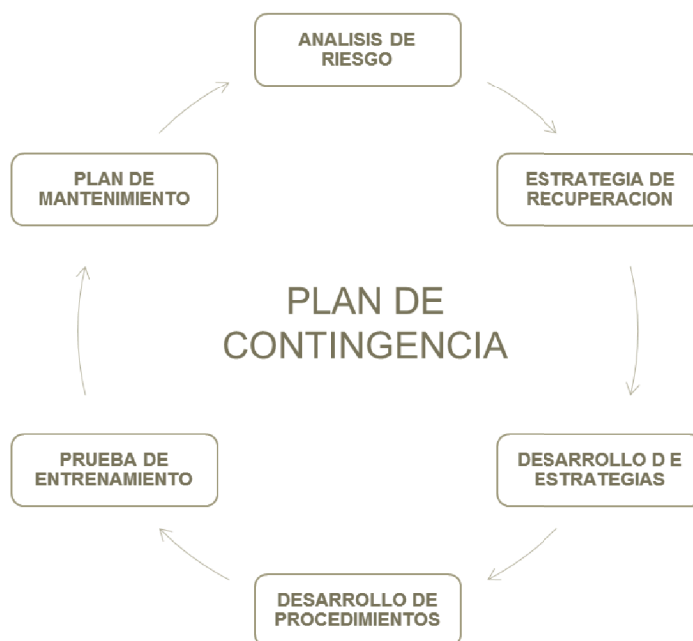 ANALISIS DE
RIESGO
ESTRATEGIA DE
RECUPERACION
DESARROLLO D E
ESTRATEGIAS
DESARROLLO DE
PROCEDIMIENTOS
PRUEBA DE
ENTRENAMIENTO
PLAN DE
MANTENIMIENTO
PLAN DE
CONTINGENCIA